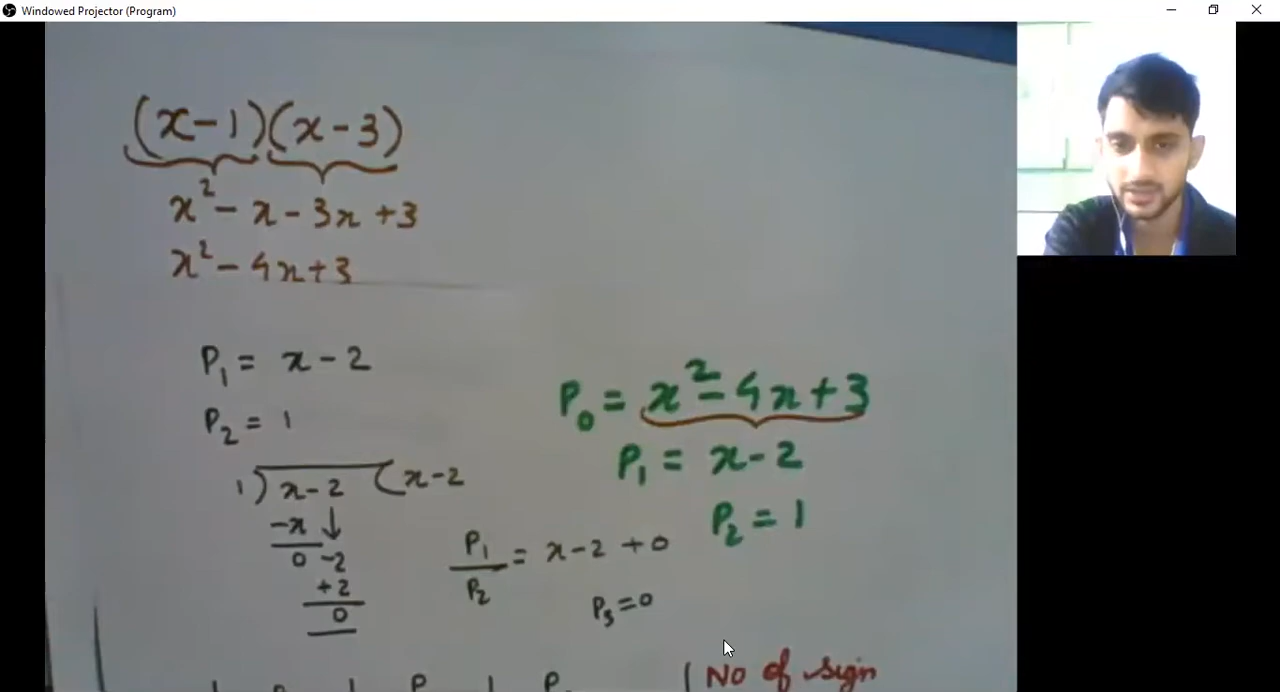 Windowed Projector (Program)
(x-1)(x-3)
x² - x - 3x + 3
x² - 4x + 3
P₁ = x - 2
P₂ = 1
1) x-2 (x-2
-x ↓
0 -2
+2
0
P₁/P₂ = x-2 + 0
P₃ = 0
P₀ = x² - 4x + 3
P₁ = x - 2
P₂ = 1
No of sign